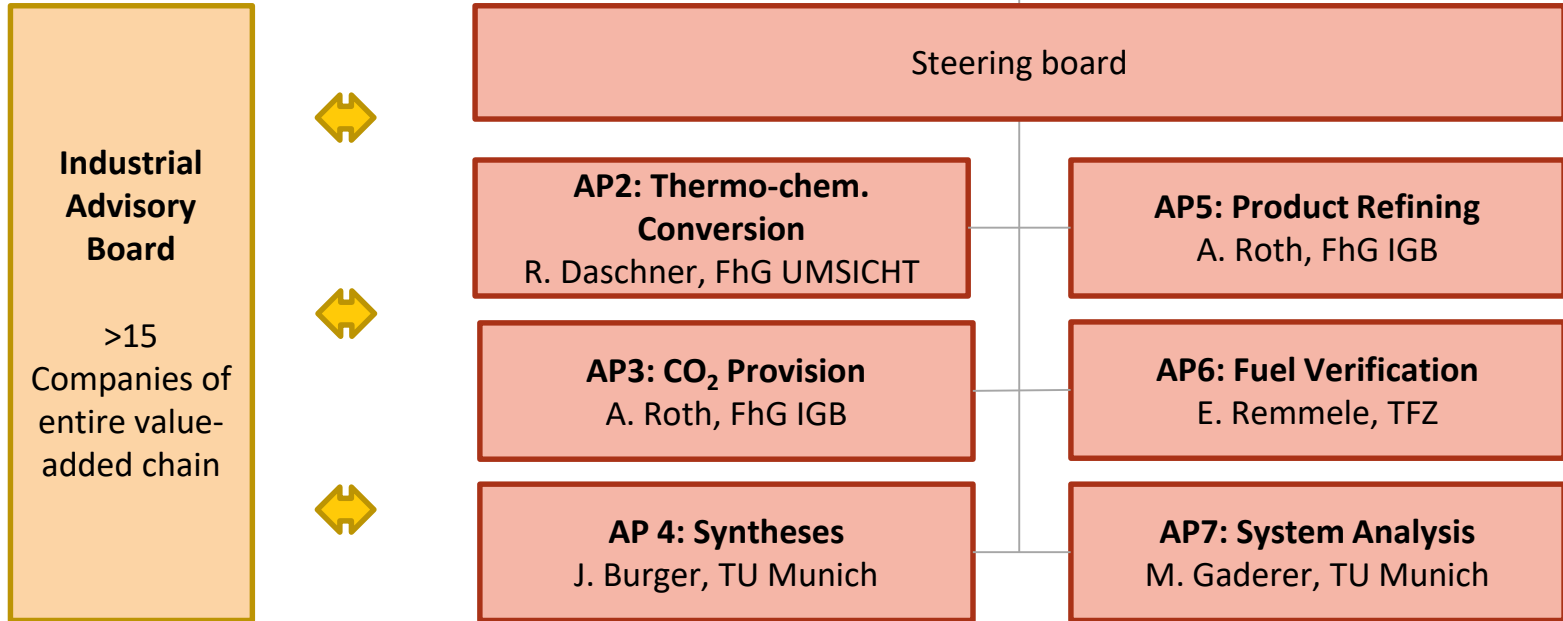 Industrial
Advisory
Board
>15
Companies of
entire value-
added chain
Steering board
AP2: Thermo-chem.
Conversion
R. Daschner, FhG UMSICHT
AP5: Product Refining
A. Roth, FhG IGB
AP3: CO₂ Provision
A. Roth, FhG IGB
AP6: Fuel Verification
E. Remmele, TFZ
AP 4: Syntheses
J. Burger, TU Munich
AP7: System Analysis
M. Gaderer, TU Munich